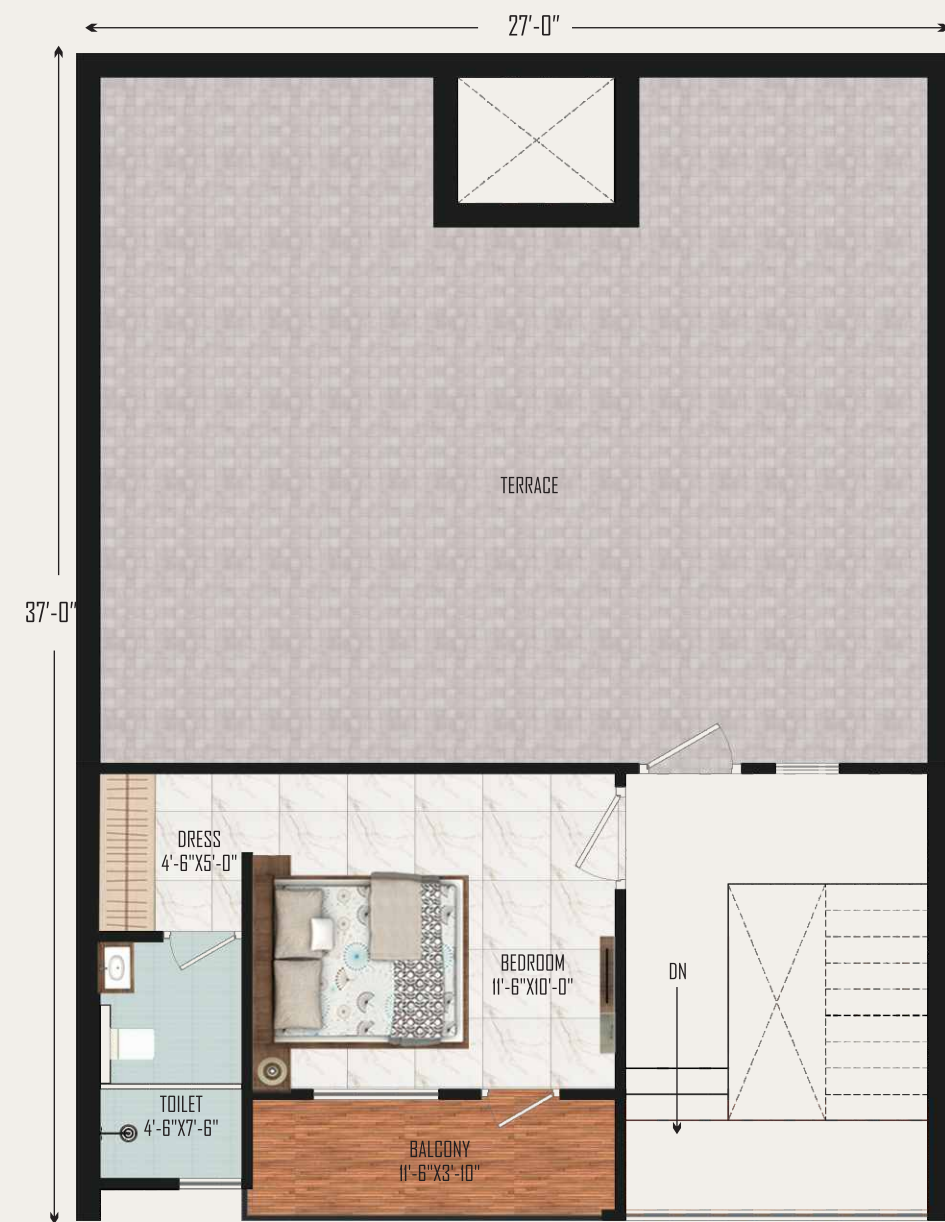 27'-0"
37'-0"
TERRACE
DRESS
4'-6"X5'-0"
BEDROOM
11'-6"X10'-0"
DN
TOILET
4'-6"X7'-6"
BALCONY
11'-6"X3'-10"